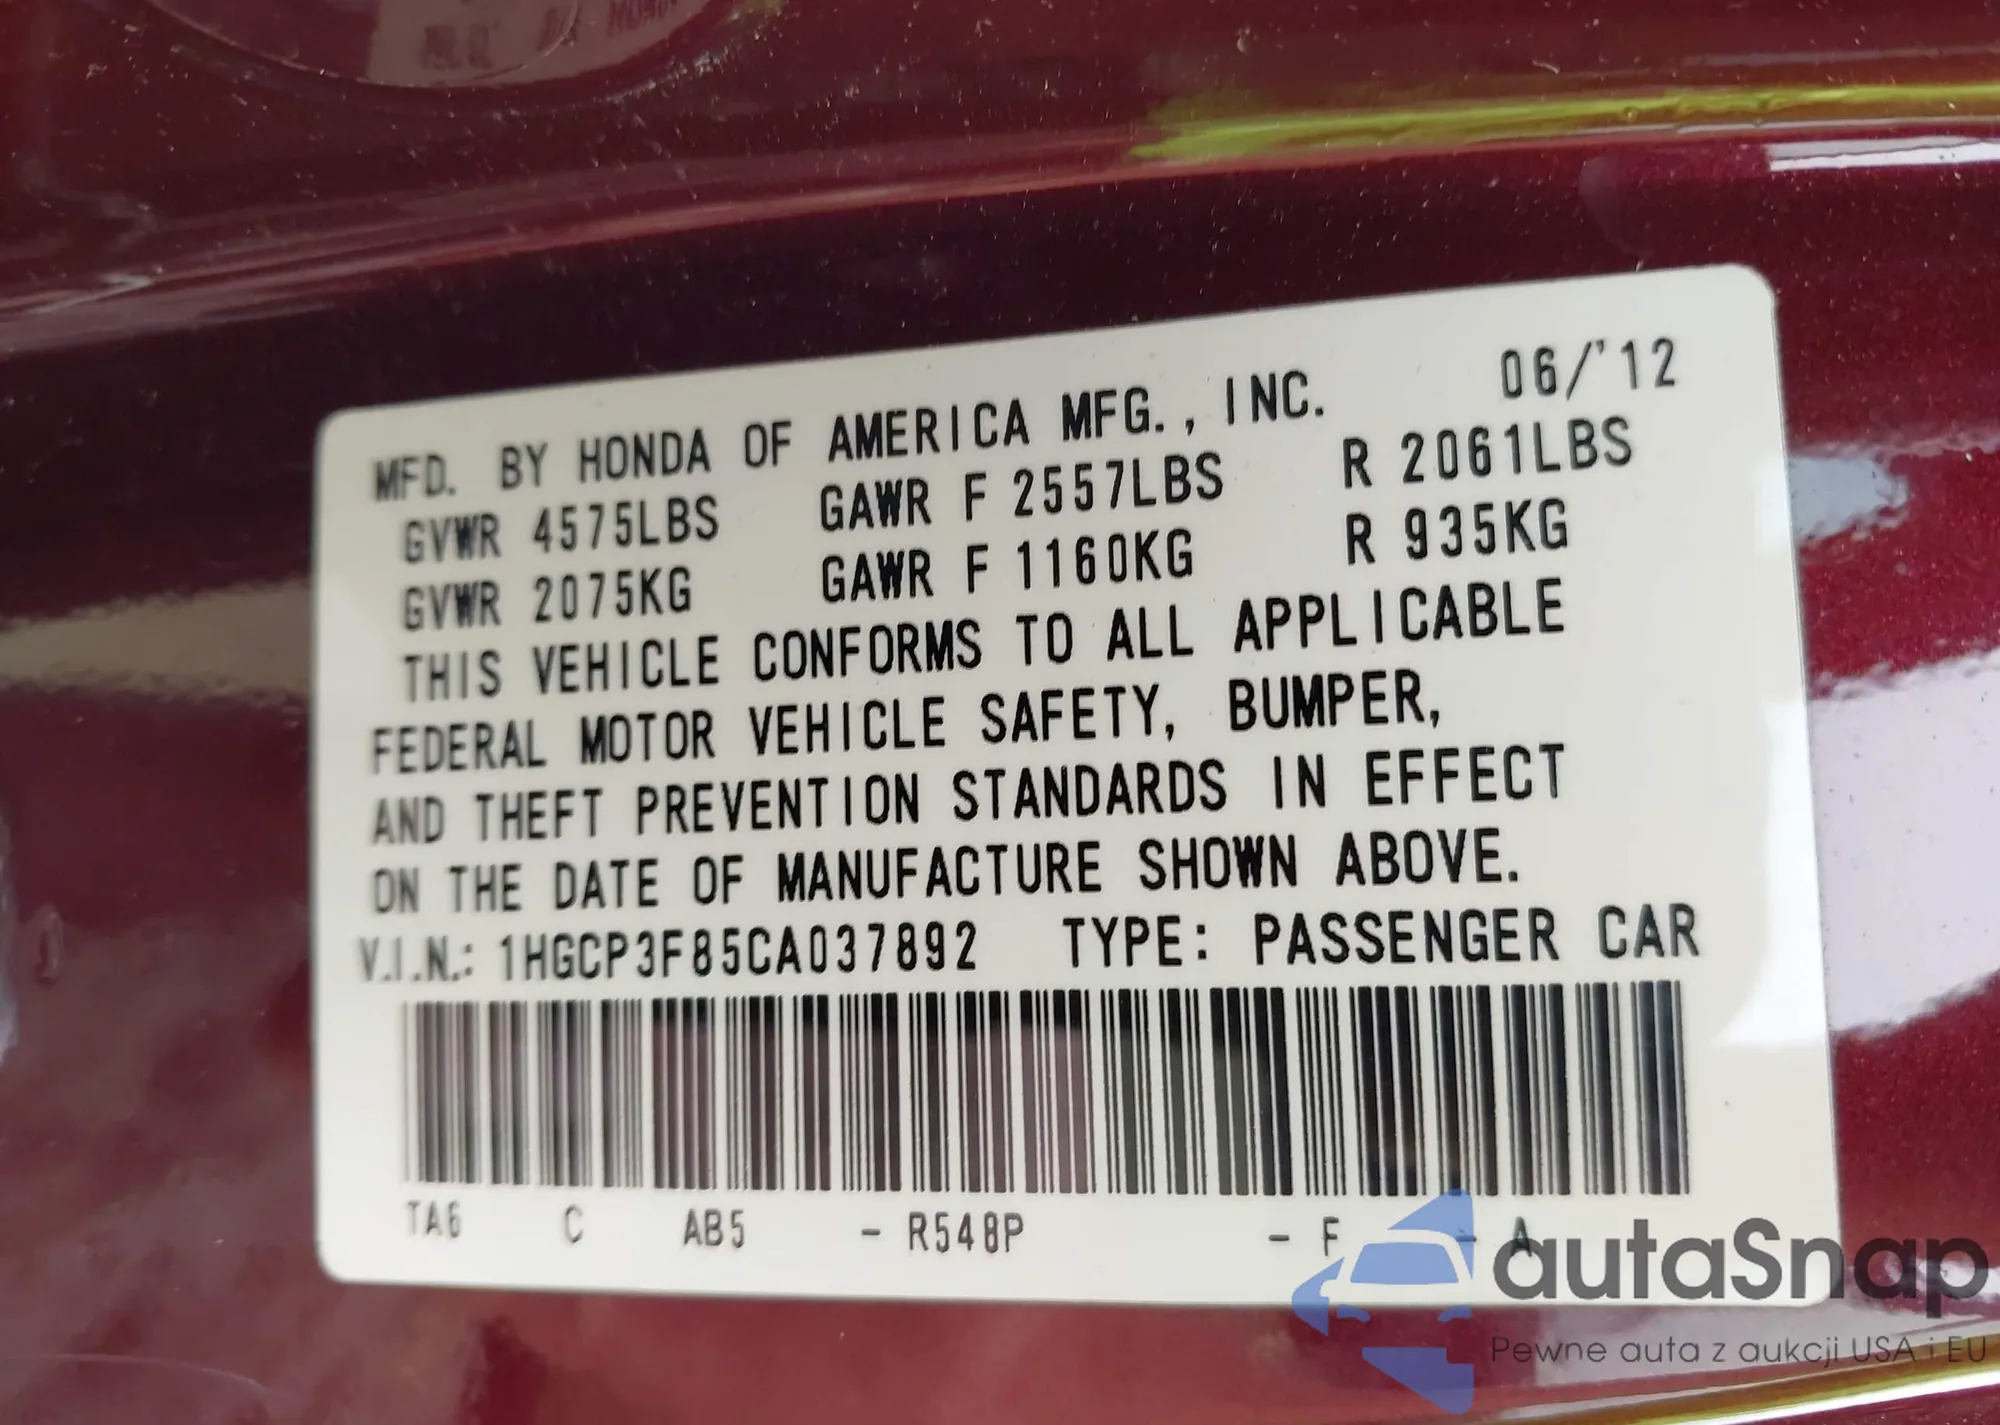 MFD. BY HONDA OF AMERICA MFG., INC. 06/'12
GVWR 4575LBS GAWR F 2557LBS R 2061LBS
GVWR 2075KG GAWR F 1160KG R 935KG
THIS VEHICLE CONFORMS TO ALL APPLICABLE
FEDERAL MOTOR VEHICLE SAFETY, BUMPER,
AND THEFT PREVENTION STANDARDS IN EFFECT
ON THE DATE OF MANUFACTURE SHOWN ABOVE.
V.I.N.: 1HGCP3F85CA037892 TYPE: PASSENGER CAR
TA6 C AB5 - R548P - F - A
autaSnap
Pewne auta z aukcji USA i EU